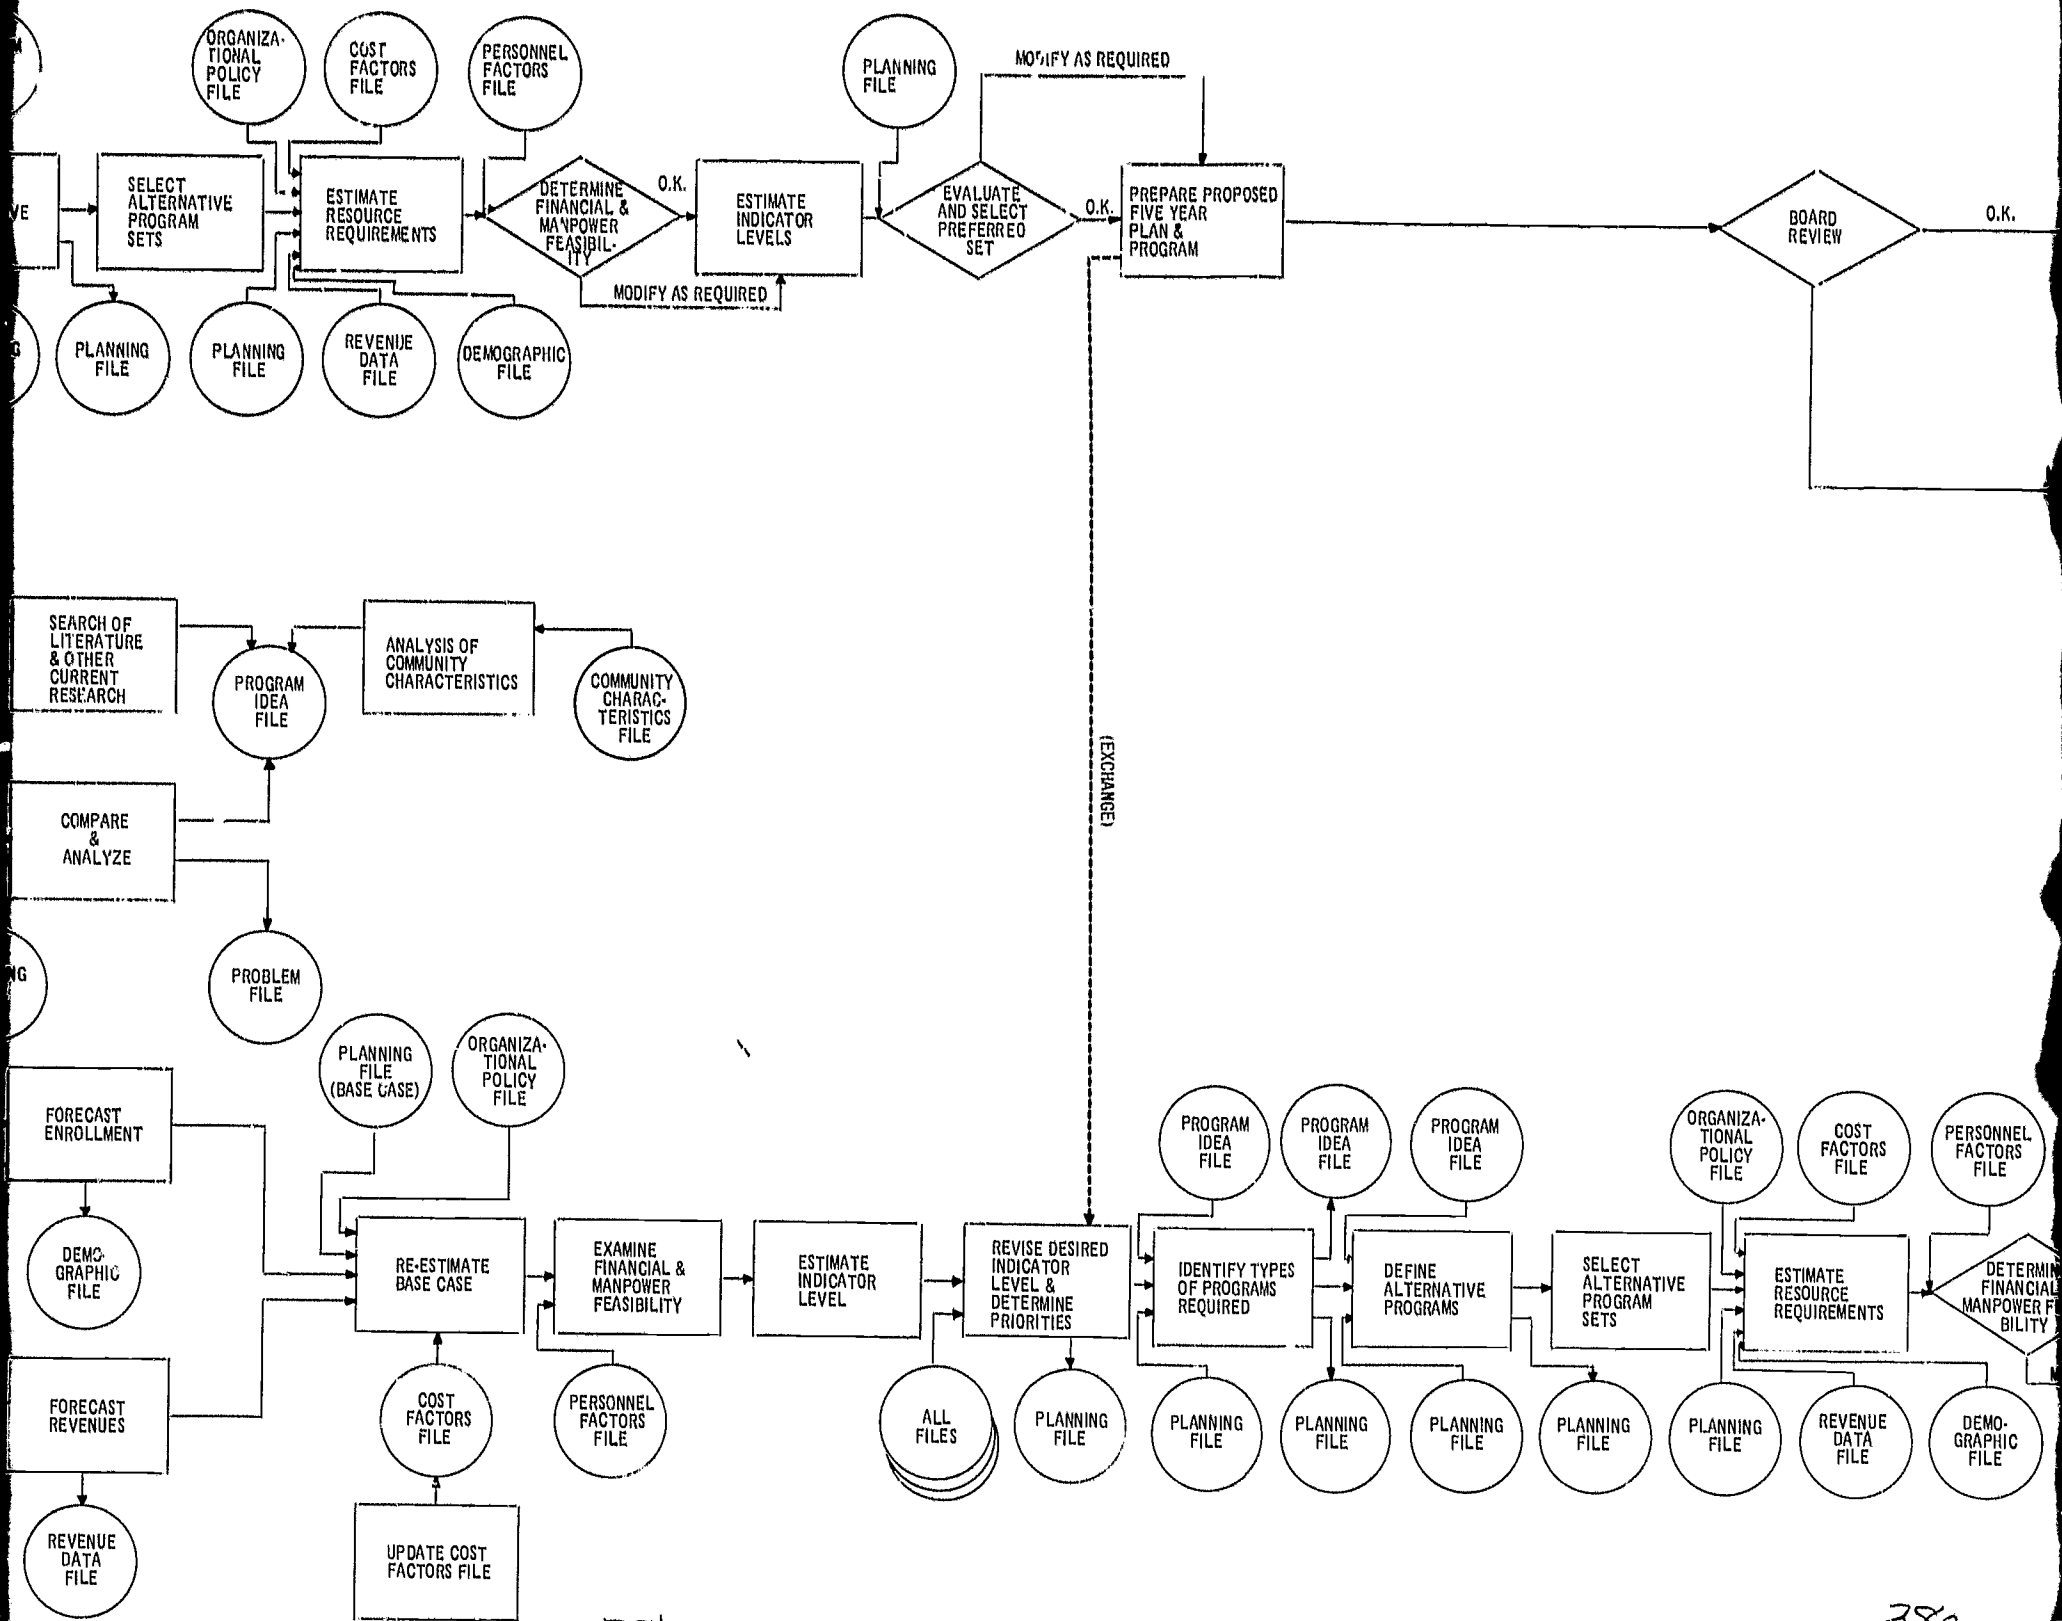 ORGANIZA-
TIONAL
POLICY
FILE
COST
FACTORS
FILE
PERSONNEL
FACTORS
FILE
PLANNING
FILE
MODIFY AS REQUIRED
SELECT
ALTERNATIVE
PROGRAM
SETS
ESTIMATE
RESOURCE
REQUIREMENTS
DETERMINE
FINANCIAL &
MANPOWER
FEASIBIL-
ITY
O.K.
ESTIMATE
INDICATOR
LEVELS
EVALUATE
AND SELECT
PREFERRED
SET
O.K.
PREPARE PROPOSED
FIVE YEAR
PLAN &
PROGRAM
BOARD
REVIEW
O.K.
MODIFY AS REQUIRED
PLANNING
FILE
PLANNING
FILE
REVENUE
DATA
FILE
DEMOGRAPHIC
FILE
SEARCH OF
LITERATURE
& OTHER
CURRENT
RESEARCH
PROGRAM
IDEA
FILE
ANALYSIS OF
COMMUNITY
CHARACTERISTICS
COMMUNITY
CHARAC-
TERISTICS
FILE
(EXCHANGE)
COMPARE
&
ANALYZE
NG
PROBLEM
FILE
PLANNING
FILE
(BASE CASE)
ORGANIZA-
TIONAL
POLICY
FILE
FORECAST
ENROLLMENT
PROGRAM
IDEA
FILE
PROGRAM
IDEA
FILE
PROGRAM
IDEA
FILE
ORGANIZA-
TIONAL
POLICY
FILE
COST
FACTORS
FILE
PERSONNEL
FACTORS
FILE
DEMO-
GRAPHIC
FILE
RE-ESTIMATE
BASE CASE
EXAMINE
FINANCIAL &
MANPOWER
FEASIBILITY
ESTIMATE
INDICATOR
LEVEL
REVISE DESIRED
INDICATOR
LEVEL &
DETERMINE
PRIORITIES
IDENTIFY TYPES
OF PROGRAMS
REQUIRED
DEFINE
ALTERNATIVE
PROGRAMS
SELECT
ALTERNATIVE
PROGRAM
SETS
ESTIMATE
RESOURCE
REQUIREMENTS
DETERMIN
FINANCIAL
MANPOWER F
BILITY
FORECAST
REVENUES
COST
FACTORS
FILE
PERSONNEL
FACTORS
FILE
ALL
FILES
PLANNING
FILE
PLANNING
FILE
PLANNING
FILE
PLANNING
FILE
PLANNING
FILE
PLANNING
FILE
REVENUE
DATA
FILE
DEMO-
GRAPHIC
FILE
REVENUE
DATA
FILE
UPDATE COST
FACTORS FILE